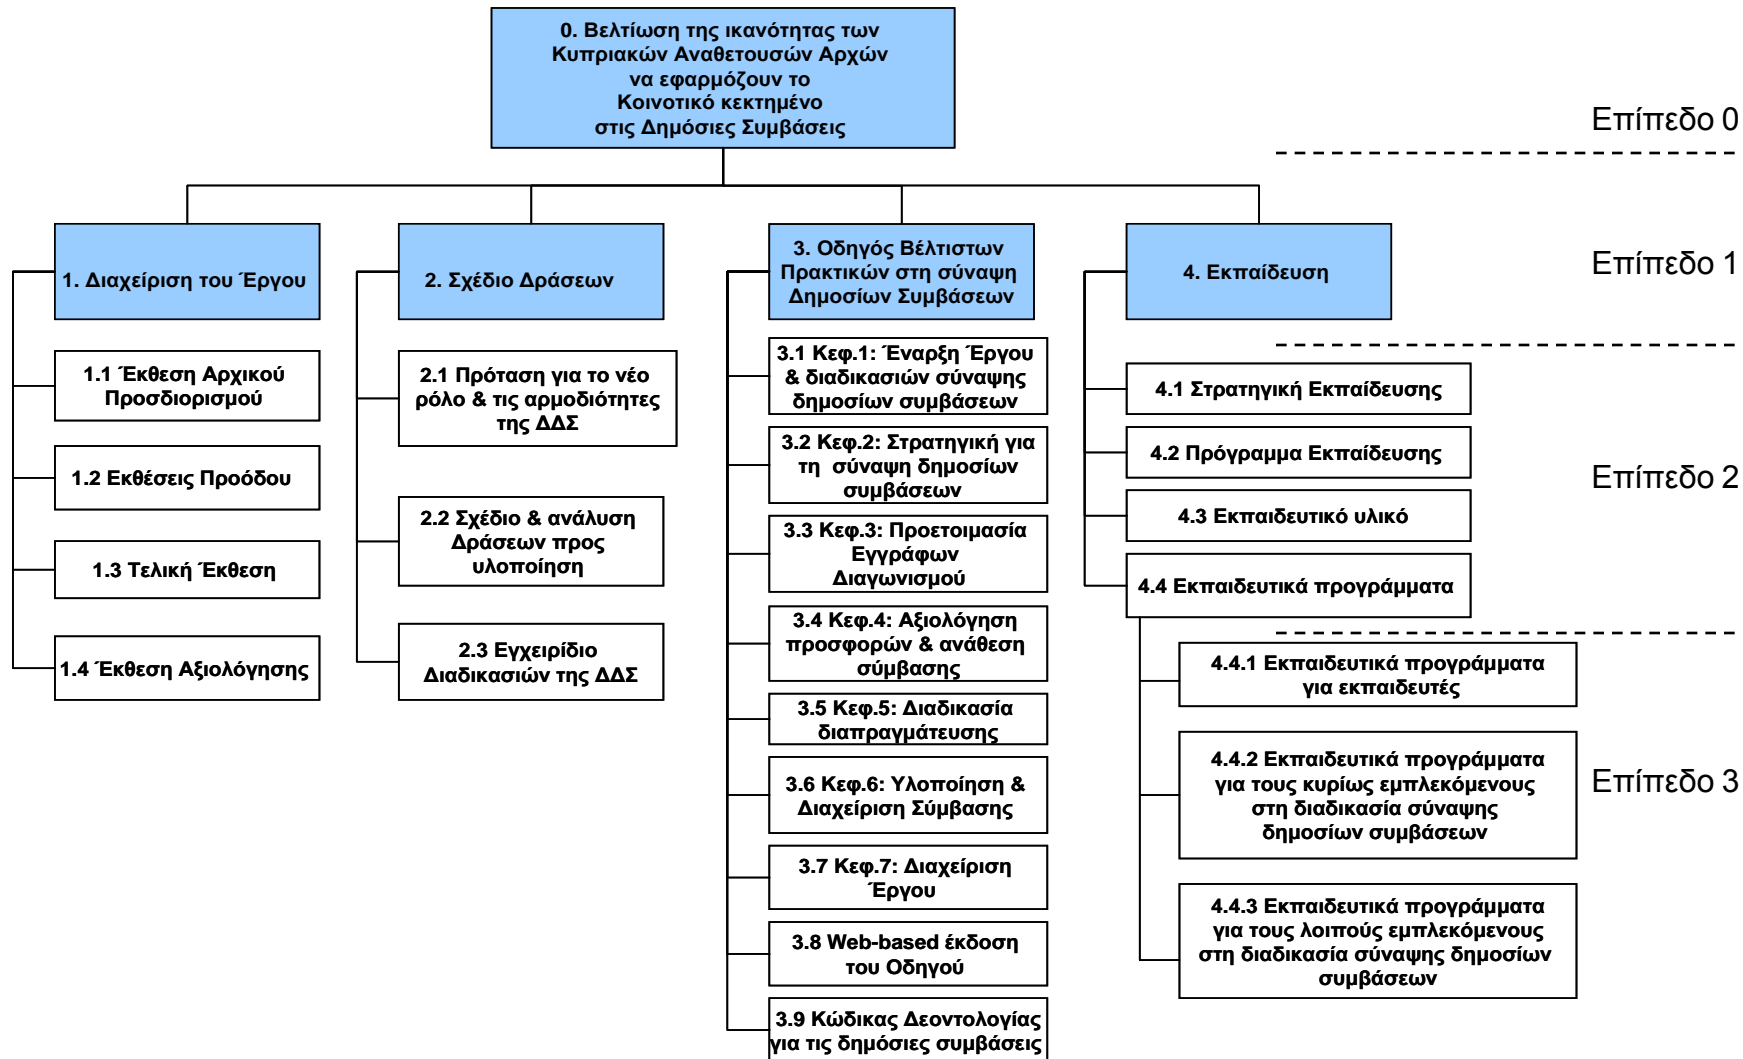 0. Βελτίωση της ικανότητας των
Κυπριακών Αναθετουσών Αρχών
να εφαρμόζουν το
Κοινοτικό κεκτημένο
στις Δημόσιες Συμβάσεις
Επίπεδο 0
1. Διαχείριση του Έργου
2. Σχέδιο Δράσεων
3. Οδηγός Βέλτιστων
Πρακτικών στη σύναψη
Δημοσίων Συμβάσεων
4. Εκπαίδευση
Επίπεδο 1
1.1 Έκθεση Αρχικού
Προσδιορισμού
1.2 Εκθέσεις Προόδου
1.3 Τελική Έκθεση
1.4 Έκθεση Αξιολόγησης
2.1 Πρόταση για το νέο
ρόλο & τις αρμοδιότητες
της ΔΔΣ
2.2 Σχέδιο & ανάλυση
Δράσεων προς
υλοποίηση
2.3 Εγχειρίδιο
Διαδικασιών της ΔΔΣ
3.1 Κεφ.1: Έναρξη Έργου
& διαδικασιών σύναψης
δημοσίων συμβάσεων
3.2 Κεφ.2: Στρατηγική για
τη σύναψη δημοσίων
συμβάσεων
3.3 Κεφ.3: Προετοιμασία
Εγγράφων
Διαγωνισμού
3.4 Κεφ.4: Αξιολόγηση
προσφορών & ανάθεση
σύμβασης
3.5 Κεφ.5: Διαδικασία
διαπραγμάτευσης
3.6 Κεφ.6: Υλοποίηση &
Διαχείριση Σύμβασης
3.7 Κεφ.7: Διαχείριση
Έργου
3.8 Web-based έκδοση
του Οδηγού
3.9 Κώδικας Δεοντολογίας
για τις δημόσιες συμβάσεις
4.1 Στρατηγική Εκπαίδευσης
4.2 Πρόγραμμα Εκπαίδευσης
4.3 Εκπαιδευτικό υλικό
4.4 Εκπαιδευτικά προγράμματα
Επίπεδο 2
4.4.1 Εκπαιδευτικά προγράμματα
για εκπαιδευτές
4.4.2 Εκπαιδευτικά προγράμματα
για τους κυρίως εμπλεκόμενους
στη διαδικασία σύναψης
δημοσίων συμβάσεων
4.4.3 Εκπαιδευτικά προγράμματα
για τους λοιπούς εμπλεκόμενους
στη διαδικασία σύναψης δημοσίων
συμβάσεων
Επίπεδο 3